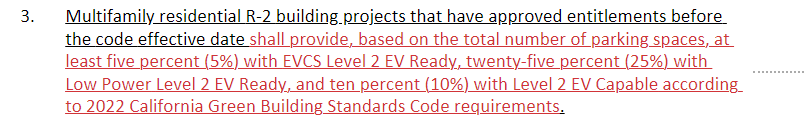 3. Multifamily residential R-2 building projects that have approved entitlements before
the code effective date shall provide, based on the total number of parking spaces, at
least five percent (5%) with EVCS Level 2 EV Ready, twenty-five percent (25%) with
Low Power Level 2 EV Ready, and ten percent (10%) with Level 2 EV Capable according
to 2022 California Green Building Standards Code requirements.